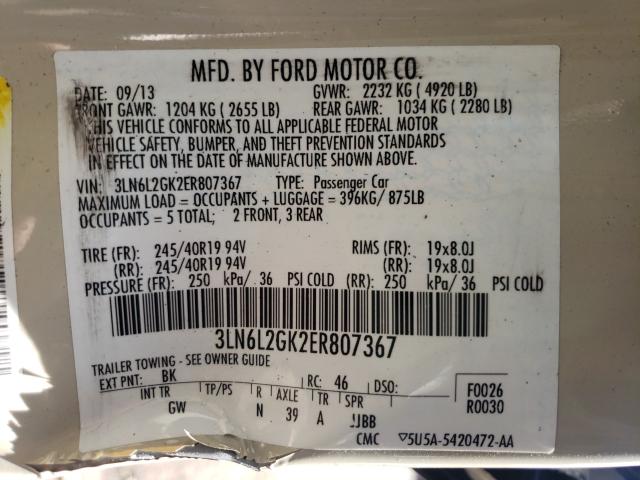 MFD. BY FORD MOTOR CO.
DATE: 09/13 GVWR: 2232 KG ( 4920 LB)
FRONT GAWR: 1204 KG ( 2655 LB) REAR GAWR: 1034 KG ( 2280 LB)
THIS VEHICLE CONFORMS TO ALL APPLICABLE FEDERAL MOTOR
VEHICLE SAFETY, BUMPER, AND THEFT PREVENTION STANDARDS
IN EFFECT ON THE DATE OF MANUFACTURE SHOWN ABOVE.
VIN: 3LN6L2GK2ER807367 TYPE: Passenger Car
MAXIMUM LOAD = OCCUPANTS + LUGGAGE = 396KG/ 875LB
OCCUPANTS = 5 TOTAL; 2 FRONT, 3 REAR
TIRE (FR): 245/40R19 94V RIMS (FR): 19x8.0J
(RR): 245/40R19 94V (RR): 19x8.0J
PRESSURE (FR): 250 kPa/ 36 PSI COLD (RR): 250 kPa/ 36 PSI COLD
3LN6L2GK2ER807367
TRAILER TOWING - SEE OWNER GUIDE
EXT PNT: BK RC: 46 DSO: F0026
INT TR TP/PS R AXLE TR SPR R0030
GW N 39 A JJBB
CMC 5U5A-5420472-AA